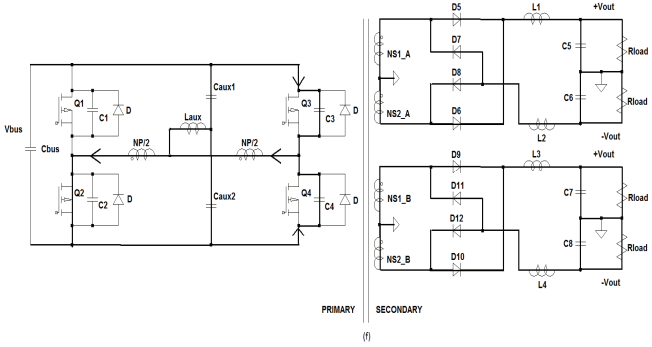 D5
L1
+Vout
D7
NS1_A
C5
Rload
Q1
C1
D
Caux1
Q3
C3
D
D8
Laux
NS2_A
C6
Rload
Vbus
Cbus
D6
L2
-Vout
NP/2
NP/2
D9
L3
+Vout
Q2
C2
D
Caux2
Q4
C4
D
D11
NS1_B
C7
Rload
D12
NS2_B
C8
Rload
D10
L4
-Vout
PRIMARY
SECONDARY
(f)